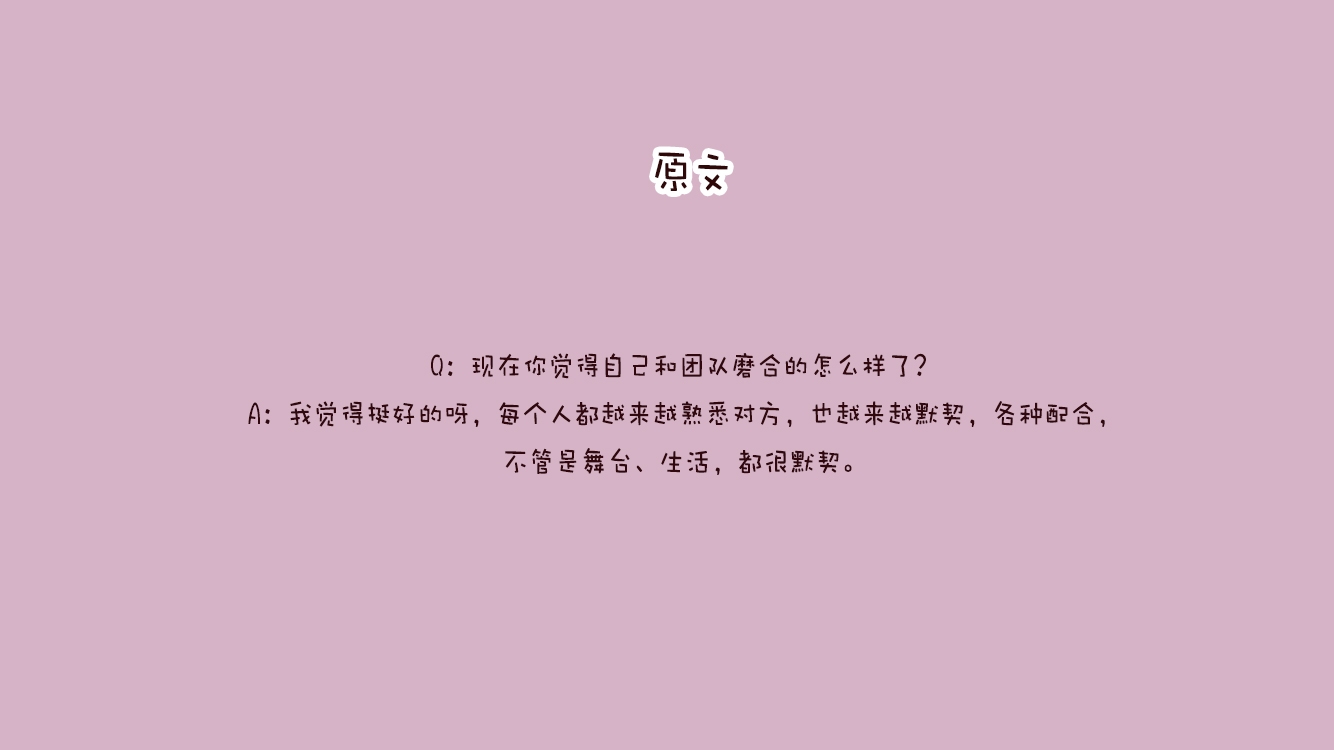 原文
Q: 现在你觉得自己和团队磨合的怎么样了?
A: 我觉得挺好的呀, 每个人都越来越熟悉对方, 也越来越默契, 各种配合,
不管是舞台、生活, 都很默契。